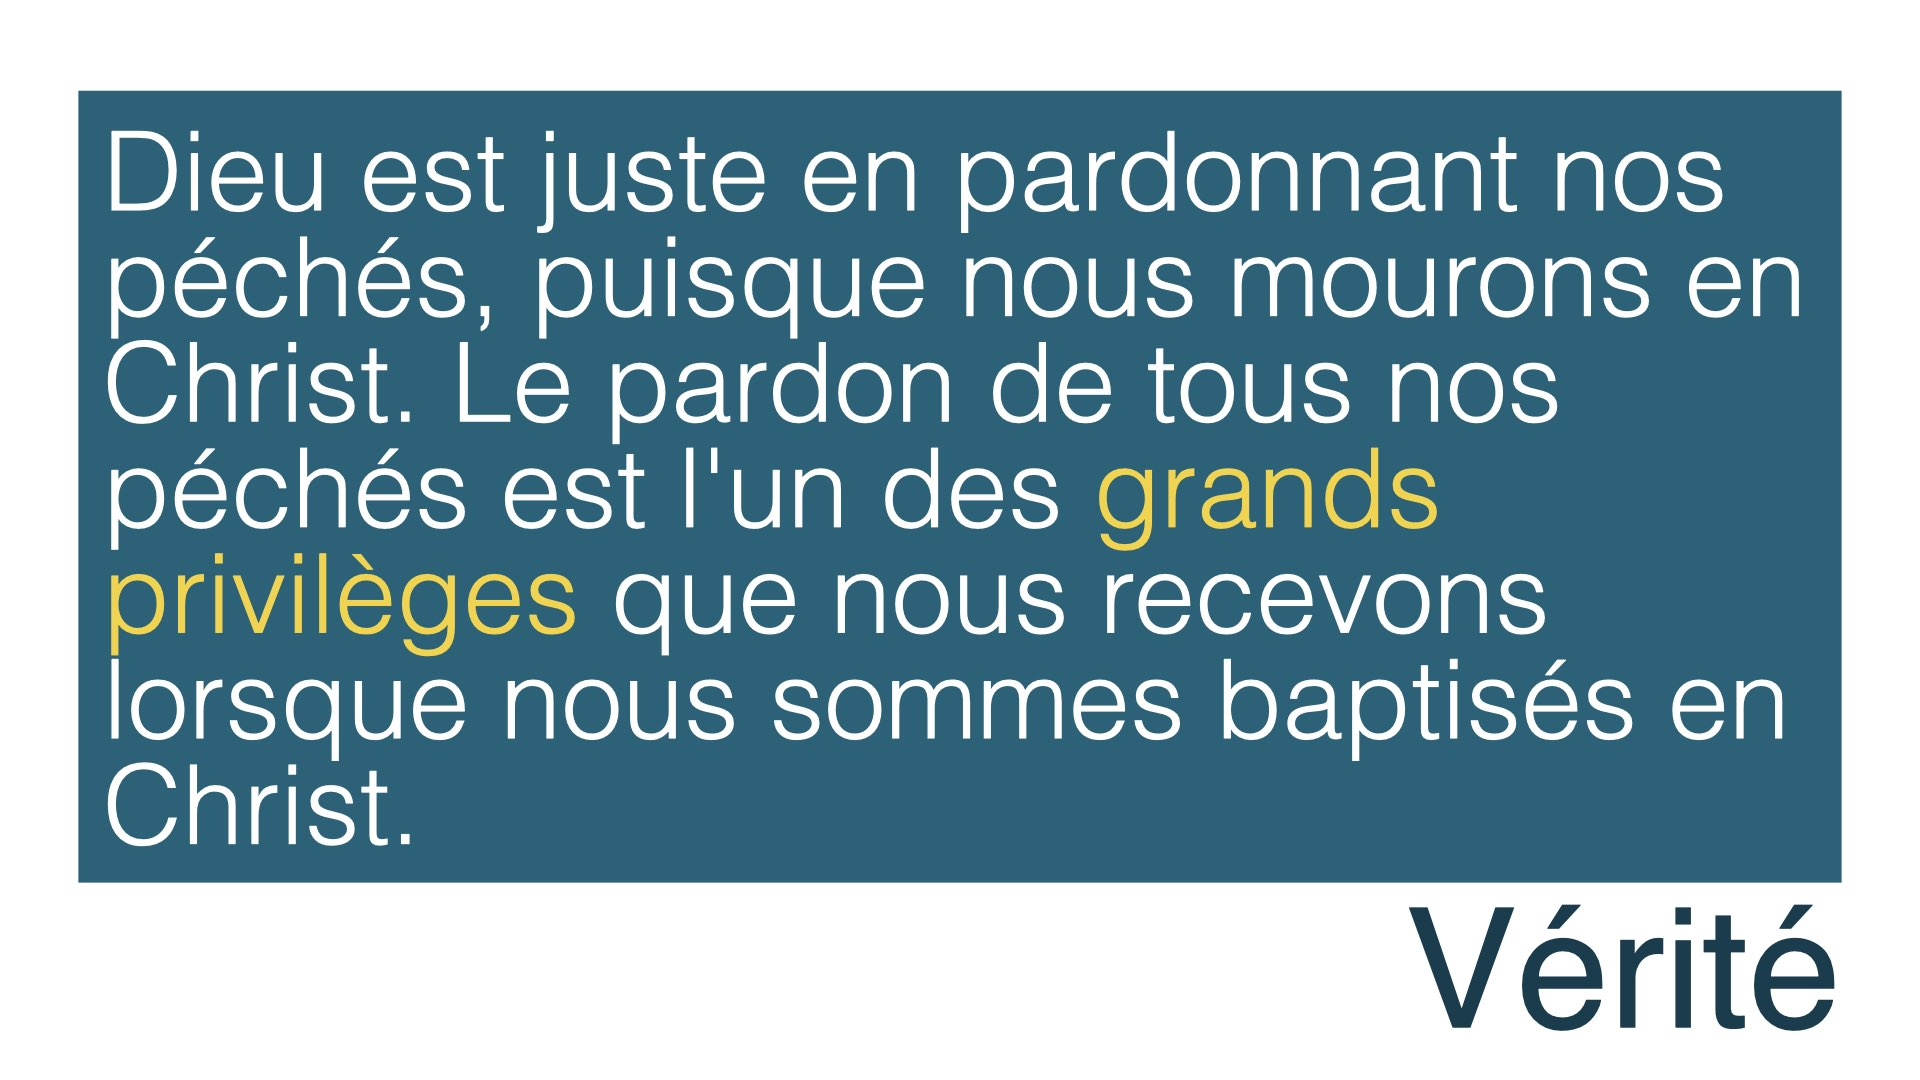 Dieu est juste en pardonnant nos
péchés, puisque nous mourons en
Christ. Le pardon de tous nos
péchés est l'un des grands
privilèges que nous recevons
lorsque nous sommes baptisés en
Christ.
Vérité